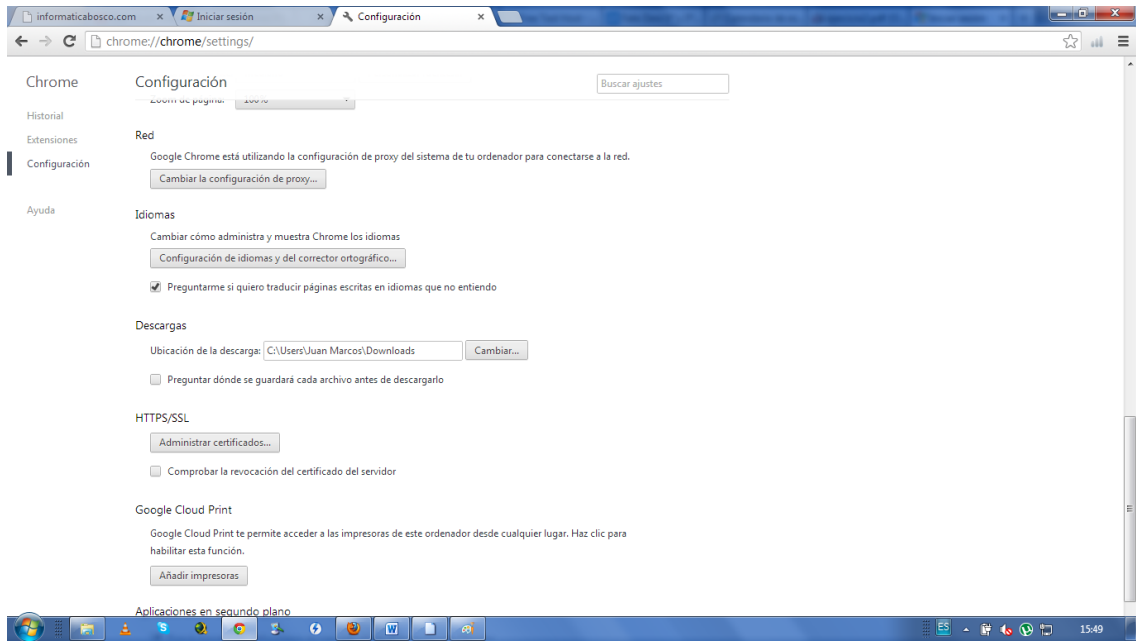 informaticabosco.com
Iniciar sesión
Configuración
chrome://chrome/settings/
Chrome
Configuración
Buscar ajustes
Zoom de página: 100%
Historial
Extensiones
Configuración
Ayuda
Red
Google Chrome está utilizando la configuración de proxy del sistema de tu ordenador para conectarse a la red.
Cambiar la configuración de proxy...
Idiomas
Cambiar cómo administra y muestra Chrome los idiomas
Configuración de idiomas y del corrector ortográfico...
Preguntarme si quiero traducir páginas escritas en idiomas que no entiendo
Descargas
Ubicación de la descarga: C:\Users\Juan Marcos\Downloads Cambiar...
Preguntar dónde se guardará cada archivo antes de descargarlo
HTTPS/SSL
Administrar certificados...
Comprobar la revocación del certificado del servidor
Google Cloud Print
Google Cloud Print te permite acceder a las impresoras de este ordenador desde cualquier lugar. Haz clic para
habilitar esta función.
Añadir impresoras
Aplicaciones en segundo plano
ES
15:49